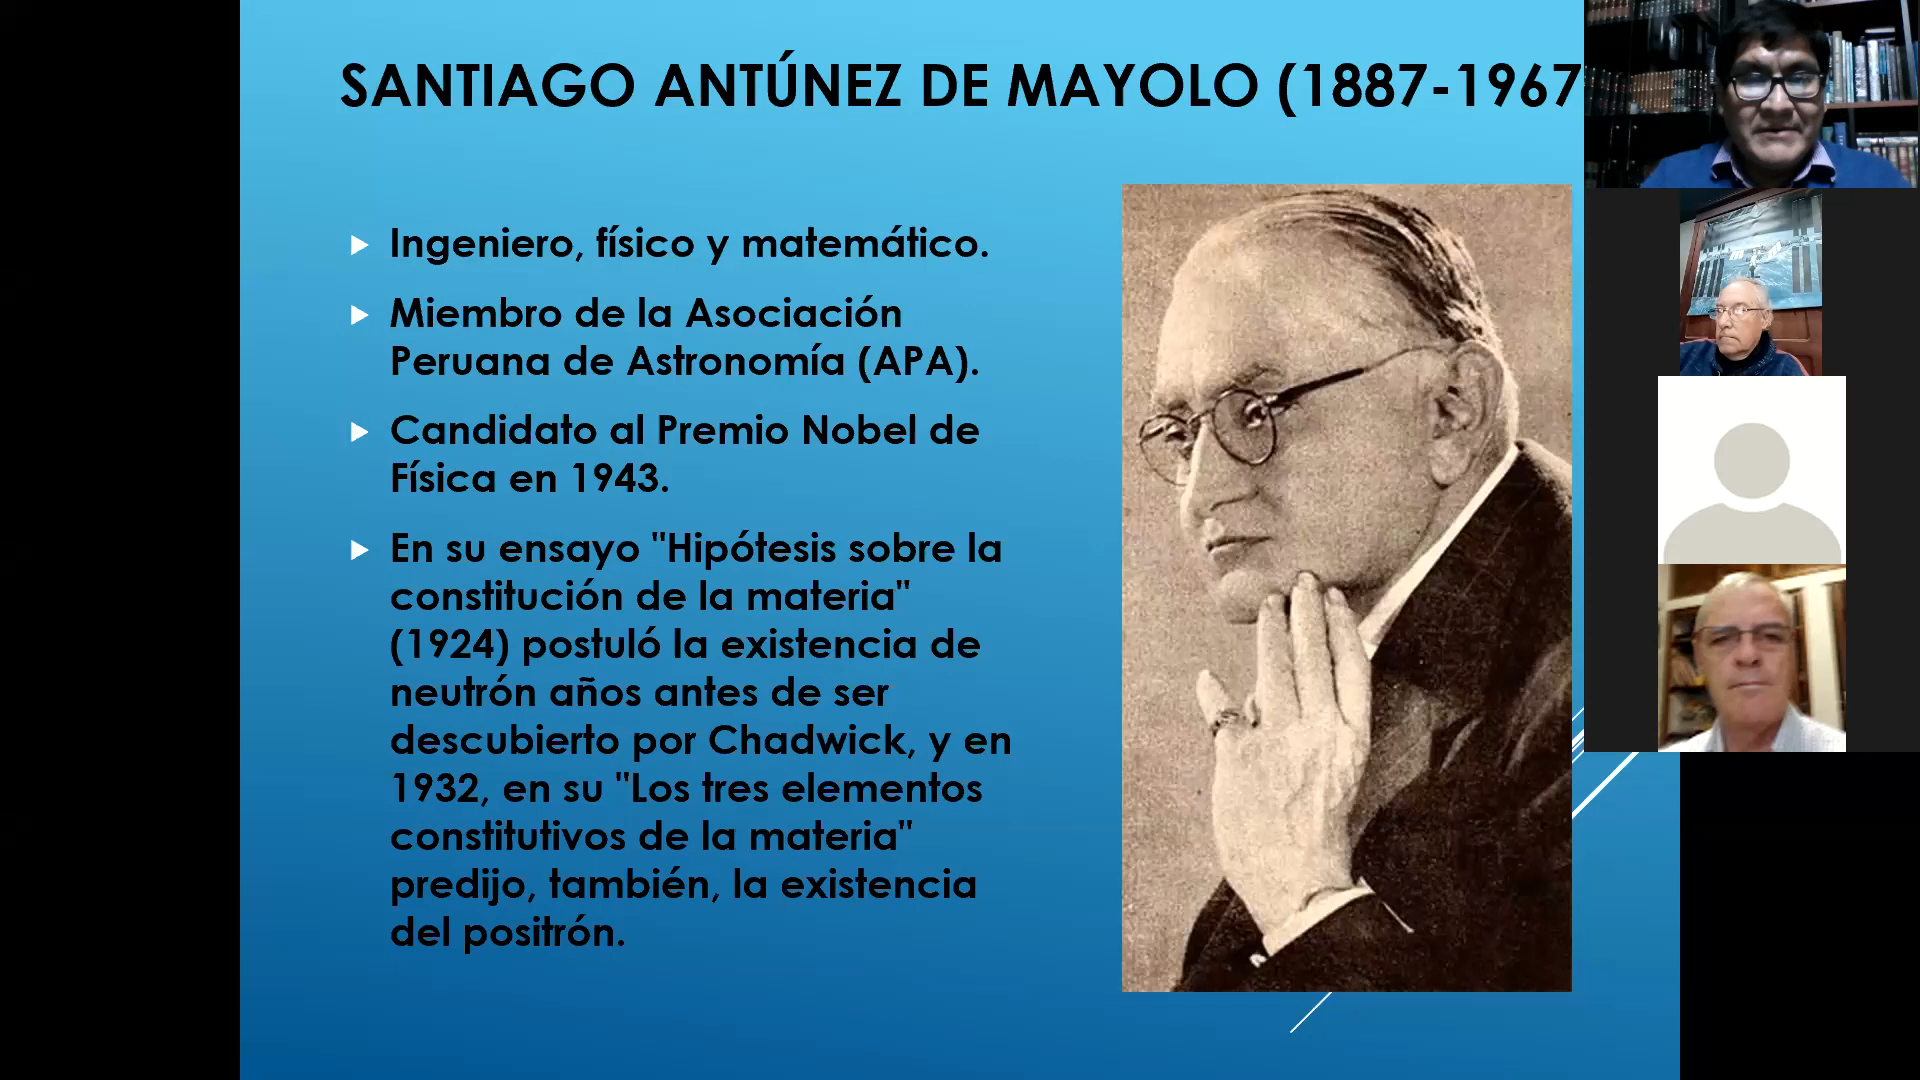 SANTIAGO ANTÚNEZ DE MAYOLO (1887-1967
Ingeniero, físico y matemático.
Miembro de la Asociación
Peruana de Astronomía (APA).
Candidato al Premio Nobel de
Física en 1943.
En su ensayo "Hipótesis sobre la
constitución de la materia"
(1924) postuló la existencia de
neutrón años antes de ser
descubierto por Chadwick, y en
1932, en su "Los tres elementos
constitutivos de la materia"
predijo, también, la existencia
del positrón.